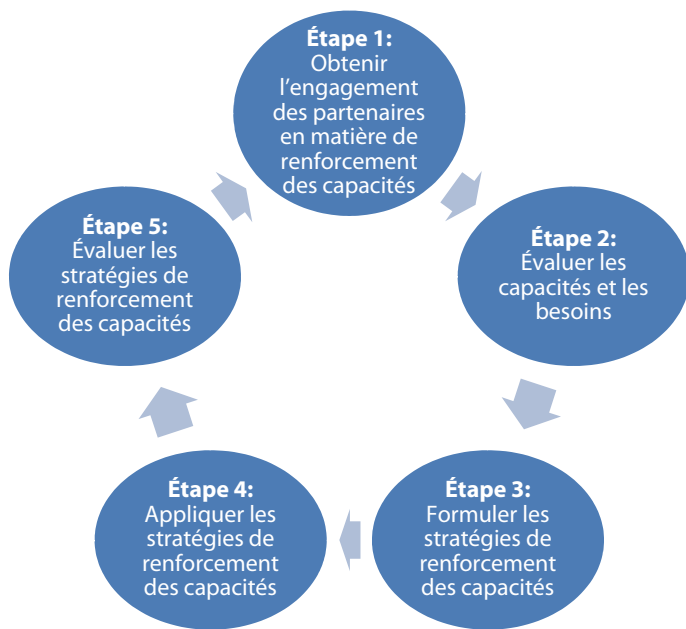 Étape 1:
Obtenir
l’engagement
des partenaires
en matière de
renforcement
des capacités
Étape 2:
Évaluer les
capacités et les
besoins
Étape 3:
Formuler les
stratégies de
renforcement
des capacités
Étape 4:
Appliquer les
stratégies de
renforcement
des capacités
Étape 5:
Évaluer les
stratégies de
renforcement
des capacités